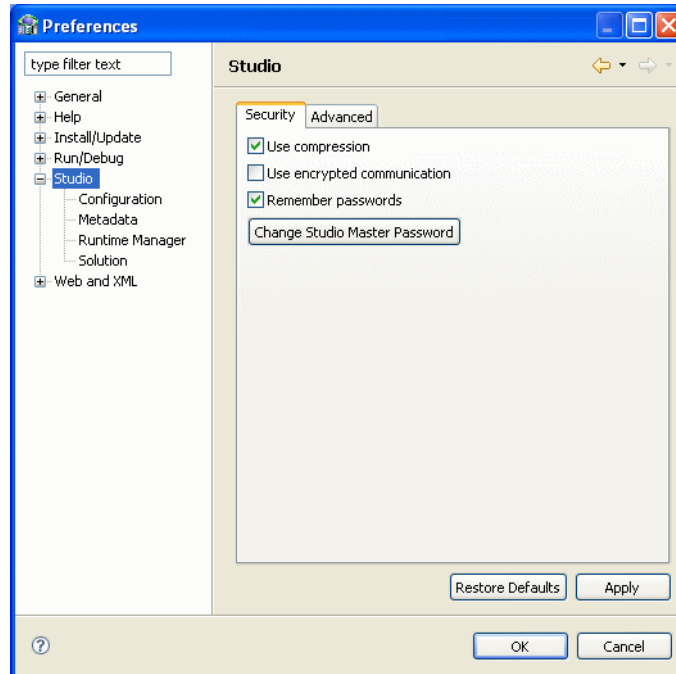 Preferences
type filter text
General
Help
Install/Update
Run/Debug
Studio
Configuration
Metadata
Runtime Manager
Solution
Web and XML
Studio
Security
Advanced
Use compression
Use encrypted communication
Remember passwords
Change Studio Master Password
Restore Defaults
Apply
OK
Cancel